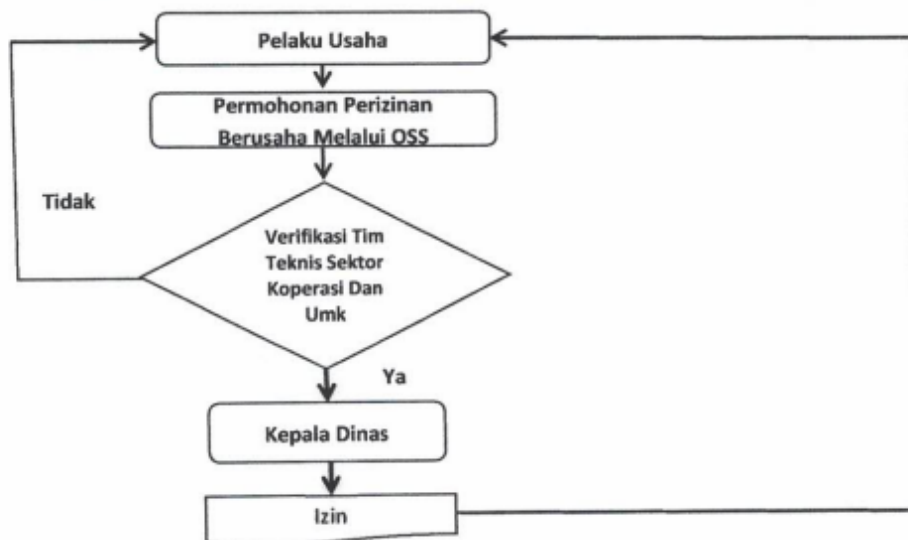 Pelaku Usaha
Permohonan Perizinan
Berusaha Melalui OSS
Tidak
Verifikasi Tim
Teknis Sektor
Koperasi Dan
Umk
Ya
Kepala Dinas
Izin